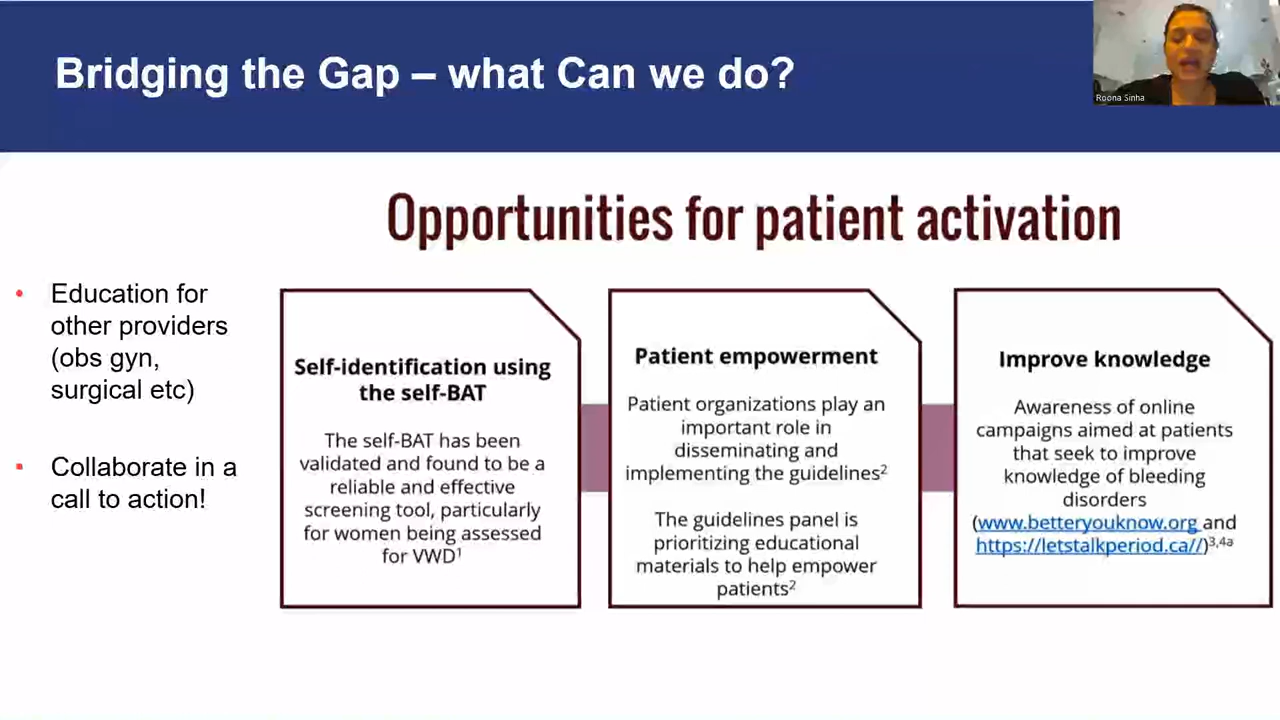 Bridging the Gap – what Can we do?
Roona Sinha
Opportunities for patient activation
• Education for
other providers
(obs gyn,
surgical etc)
• Collaborate in a
call to action!
Self-identification using
the self-BAT
The self-BAT has been
validated and found to be a
reliable and effective
screening tool, particularly
for women being assessed
for VWD¹
Patient empowerment
Patient organizations play an
important role in
disseminating and
implementing the guidelines²
The guidelines panel is
prioritizing educational
materials to help empower
patients²
Improve knowledge
Awareness of online
campaigns aimed at patients
that seek to improve
knowledge of bleeding
disorders
(www.betteryouknow.org and
https://letstalkperiod.ca//)³,⁴ᵃ